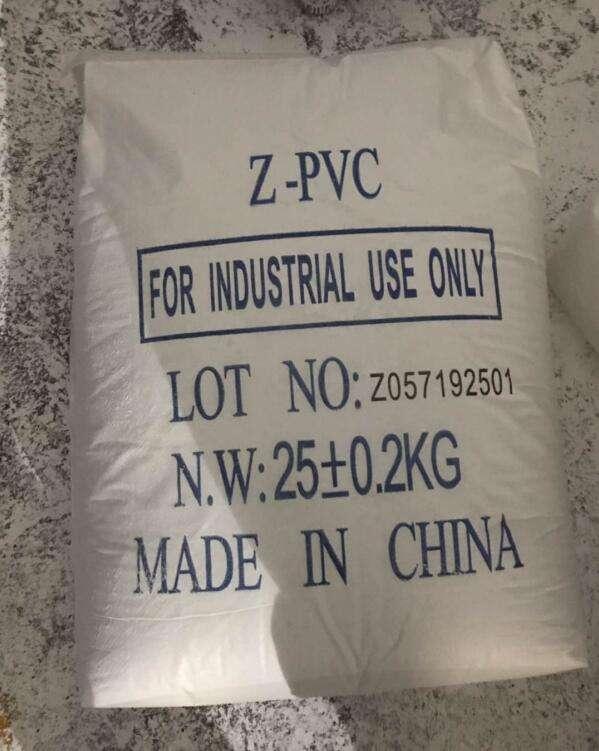 Z-PVC
FOR INDUSTRIAL USE ONLY
LOT NO: Z057192501
N.W:25±0.2KG
MADE IN CHINA